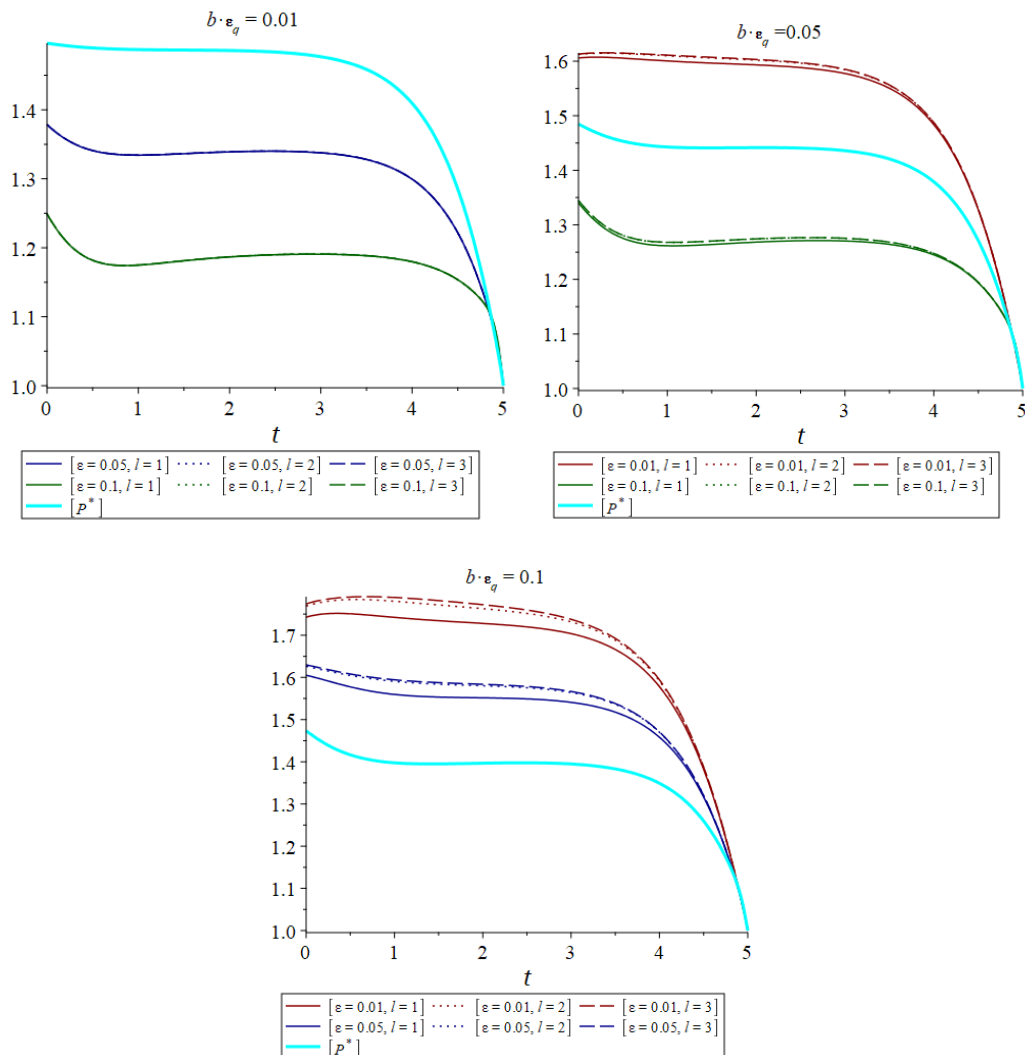 b·ε_q = 0.01
1.4
1.3
1.2
1.1
1.0
0 1 2 3 4 5
t
[ε = 0.05, l = 1] [ε = 0.05, l = 2] [ε = 0.05, l = 3]
[ε = 0.1, l = 1] [ε = 0.1, l = 2] [ε = 0.1, l = 3]
[P*]
b·ε_q =0.05
1.6
1.5
1.4
1.3
1.2
1.1
1.0
0 1 2 3 4 5
t
[ε = 0.01, l = 1] [ε = 0.01, l = 2] [ε = 0.01, l = 3]
[ε = 0.1, l = 1] [ε = 0.1, l = 2] [ε = 0.1, l = 3]
[P*]
b·ε_q = 0.1
1.7
1.6
1.5
1.4
1.3
1.2
1.1
1.0
0 1 2 3 4 5
t
[ε = 0.01, l = 1] [ε = 0.01, l = 2] [ε = 0.01, l = 3]
[ε = 0.05, l = 1] [ε = 0.05, l = 2] [ε = 0.05, l = 3]
[P*]